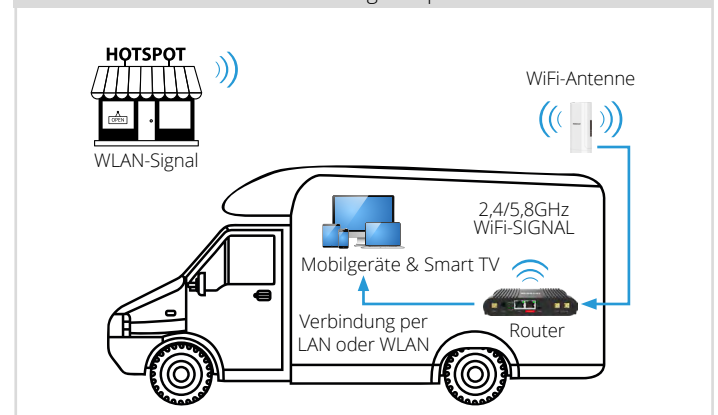 HOTSPOT
OPEN
WLAN-Signal
WiFi-Antenne
2,4/5,8GHz
WiFi-SIGNAL
Mobilgeräte & Smart TV
Verbindung per
LAN oder WLAN
Router